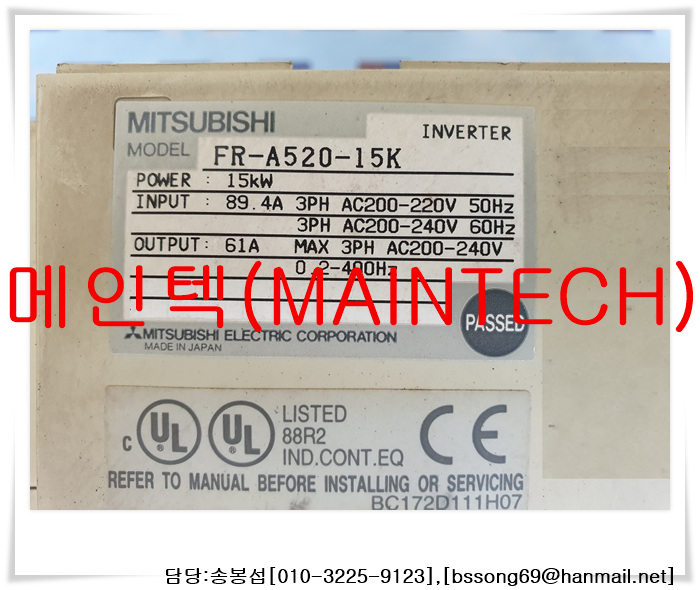 MITSUBISHI
INVERTER
MODEL FR-A520-15K
POWER : 15kW
INPUT : 89.4A 3PH AC200-220V 50Hz
3PH AC200-240V 60Hz
OUTPUT: 61A MAX 3PH AC200-240V
0.2-400Hz
메인텍(MAINTECH)
PASSED
MITSUBISHI ELECTRIC CORPORATION
MADE IN JAPAN
C UL UL LISTED CE
88R2
IND.CONT.EQ
REFER TO MANUAL BEFORE INSTALLING OR SERVICING
BC172D111H07
담당:송봉섭[010-3225-9123],[bssong69@hanmail.net]